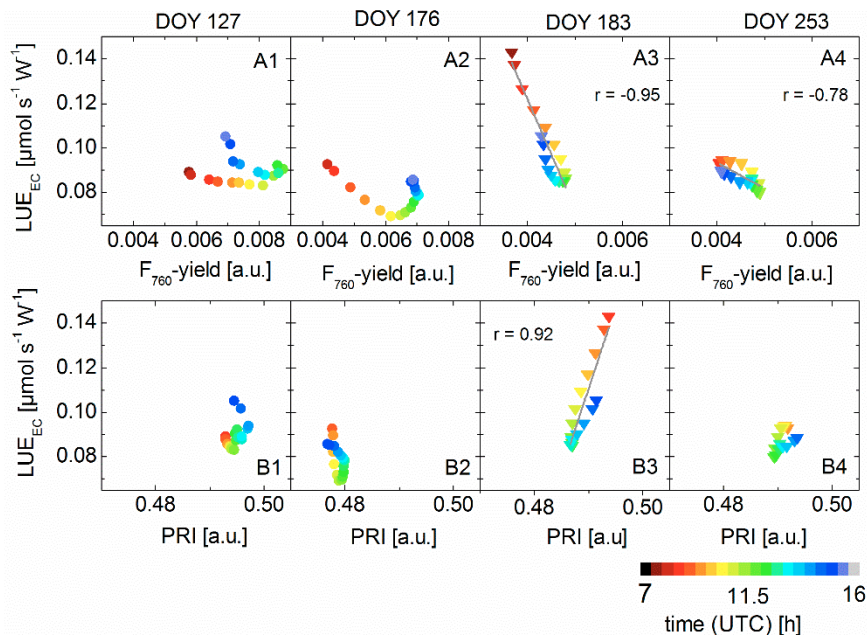 DOY 127 DOY 176 DOY 183 DOY 253
A1 A2 A3 A4
r = -0.95 r = -0.78
0.14
0.12
0.10
0.08
LUE_EC [µmol s⁻¹ W⁻¹]
0.004 0.006 0.008 0.004 0.006 0.008 0.004 0.006 0.004 0.006
F₇₆₀-yield [a.u.] F₇₆₀-yield [a.u.] F₇₆₀-yield [a.u.] F₇₆₀-yield [a.u.]
0.14
0.12
0.10
0.08
LUE_EC [µmol s⁻¹ W⁻¹]
r = 0.92
B1 B2 B3 B4
0.48 0.50 0.48 0.50 0.48 0.50 0.48 0.50
PRI [a.u.] PRI [a.u.] PRI [a.u] PRI [a.u.]
7 11.5 16
time (UTC) [h]